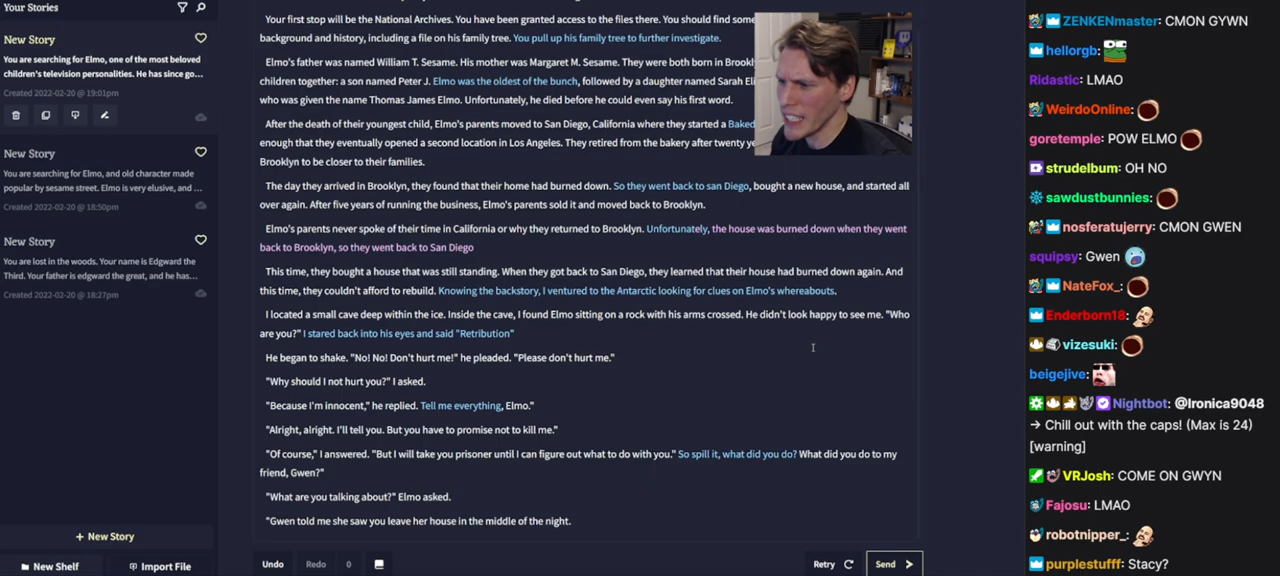 Your Stories
New Story
You are searching for Elmo, one of the most beloved
children's television personalities. He has since go...
Created 2022-02-20 @ 19:01pm
New Story
You are searching for Elmo, and old character made
popular by sesame street. Elmo is very elusive, and ...
Created 2022-02-20 @ 18:50pm
New Story
You are lost in the woods. Your name is Edgward the
Third. Your father is edgward the great, and he has...
Created 2022-02-20 @ 18:27pm
+ New Story
New Shelf
Import File
Your first stop will be the National Archives. You have been granted access to the files there. You should find some
background and history, including a file on his family tree. You pull up his family tree to further investigate.
Elmo's father was named William T. Sesame. His mother was Margaret M. Sesame. They were both born in Brookl
children together: a son named Peter J. Elmo was the oldest of the bunch, followed by a daughter named Sarah Eli
who was given the name Thomas James Elmo. Unfortunately, he died before he could even say his first word.
After the death of their youngest child, Elmo's parents moved to San Diego, California where they started a Baked
enough that they eventually opened a second location in Los Angeles. They retired from the bakery after twenty ye
Brooklyn to be closer to their families.
The day they arrived in Brooklyn, they found that their home had burned down. So they went back to san Diego, bought a new house, and started all
over again. After five years of running the business, Elmo's parents sold it and moved back to Brooklyn.
Elmo's parents never spoke of their time in California or why they returned to Brooklyn. Unfortunately, the house was burned down when they went
back to Brooklyn, so they went back to San Diego
This time, they bought a house that was still standing. When they got back to San Diego, they learned that their house had burned down again. And
this time, they couldn't afford to rebuild. Knowing the backstory, I ventured to the Antarctic looking for clues on Elmo's whereabouts.
I located a small cave deep within the ice. Inside the cave, I found Elmo sitting on a rock with his arms crossed. He didn't look happy to see me. "Who
are you?" I stared back into his eyes and said "Retribution"
He began to shake. "No! No! Don't hurt me!" he pleaded. "Please don't hurt me."
"Why should I not hurt you?" I asked.
"Because I'm innocent," he replied. Tell me everything, Elmo."
"Alright, alright. I'll tell you. But you have to promise not to kill me."
"Of course," I answered. "But I will take you prisoner until I can figure out what to do with you." So spill it, what did you do? What did you do to my
friend, Gwen?"
"What are you talking about?" Elmo asked.
"Gwen told me she saw you leave her house in the middle of the night.
Undo
Redo
0
Retry
Send
ZENKENmaster: CMON GYWN
hellorgb:
Ridastic: LMAO
WeirdoOnline:
goretemple: POW ELMO
strudelbum: OH NO
sawdustbunnies:
nosferatujerry: CMON GWEN
squipsy: Gwen
NateFox_:
Enderborn18:
vizesuki:
beigejive:
Nightbot: @Ironica9048
→ Chill out with the caps! (Max is 24)
[warning]
VRJosh: COME ON GWYN
Fajosu: LMAO
robotnipper_:
purplestufff: Stacy?